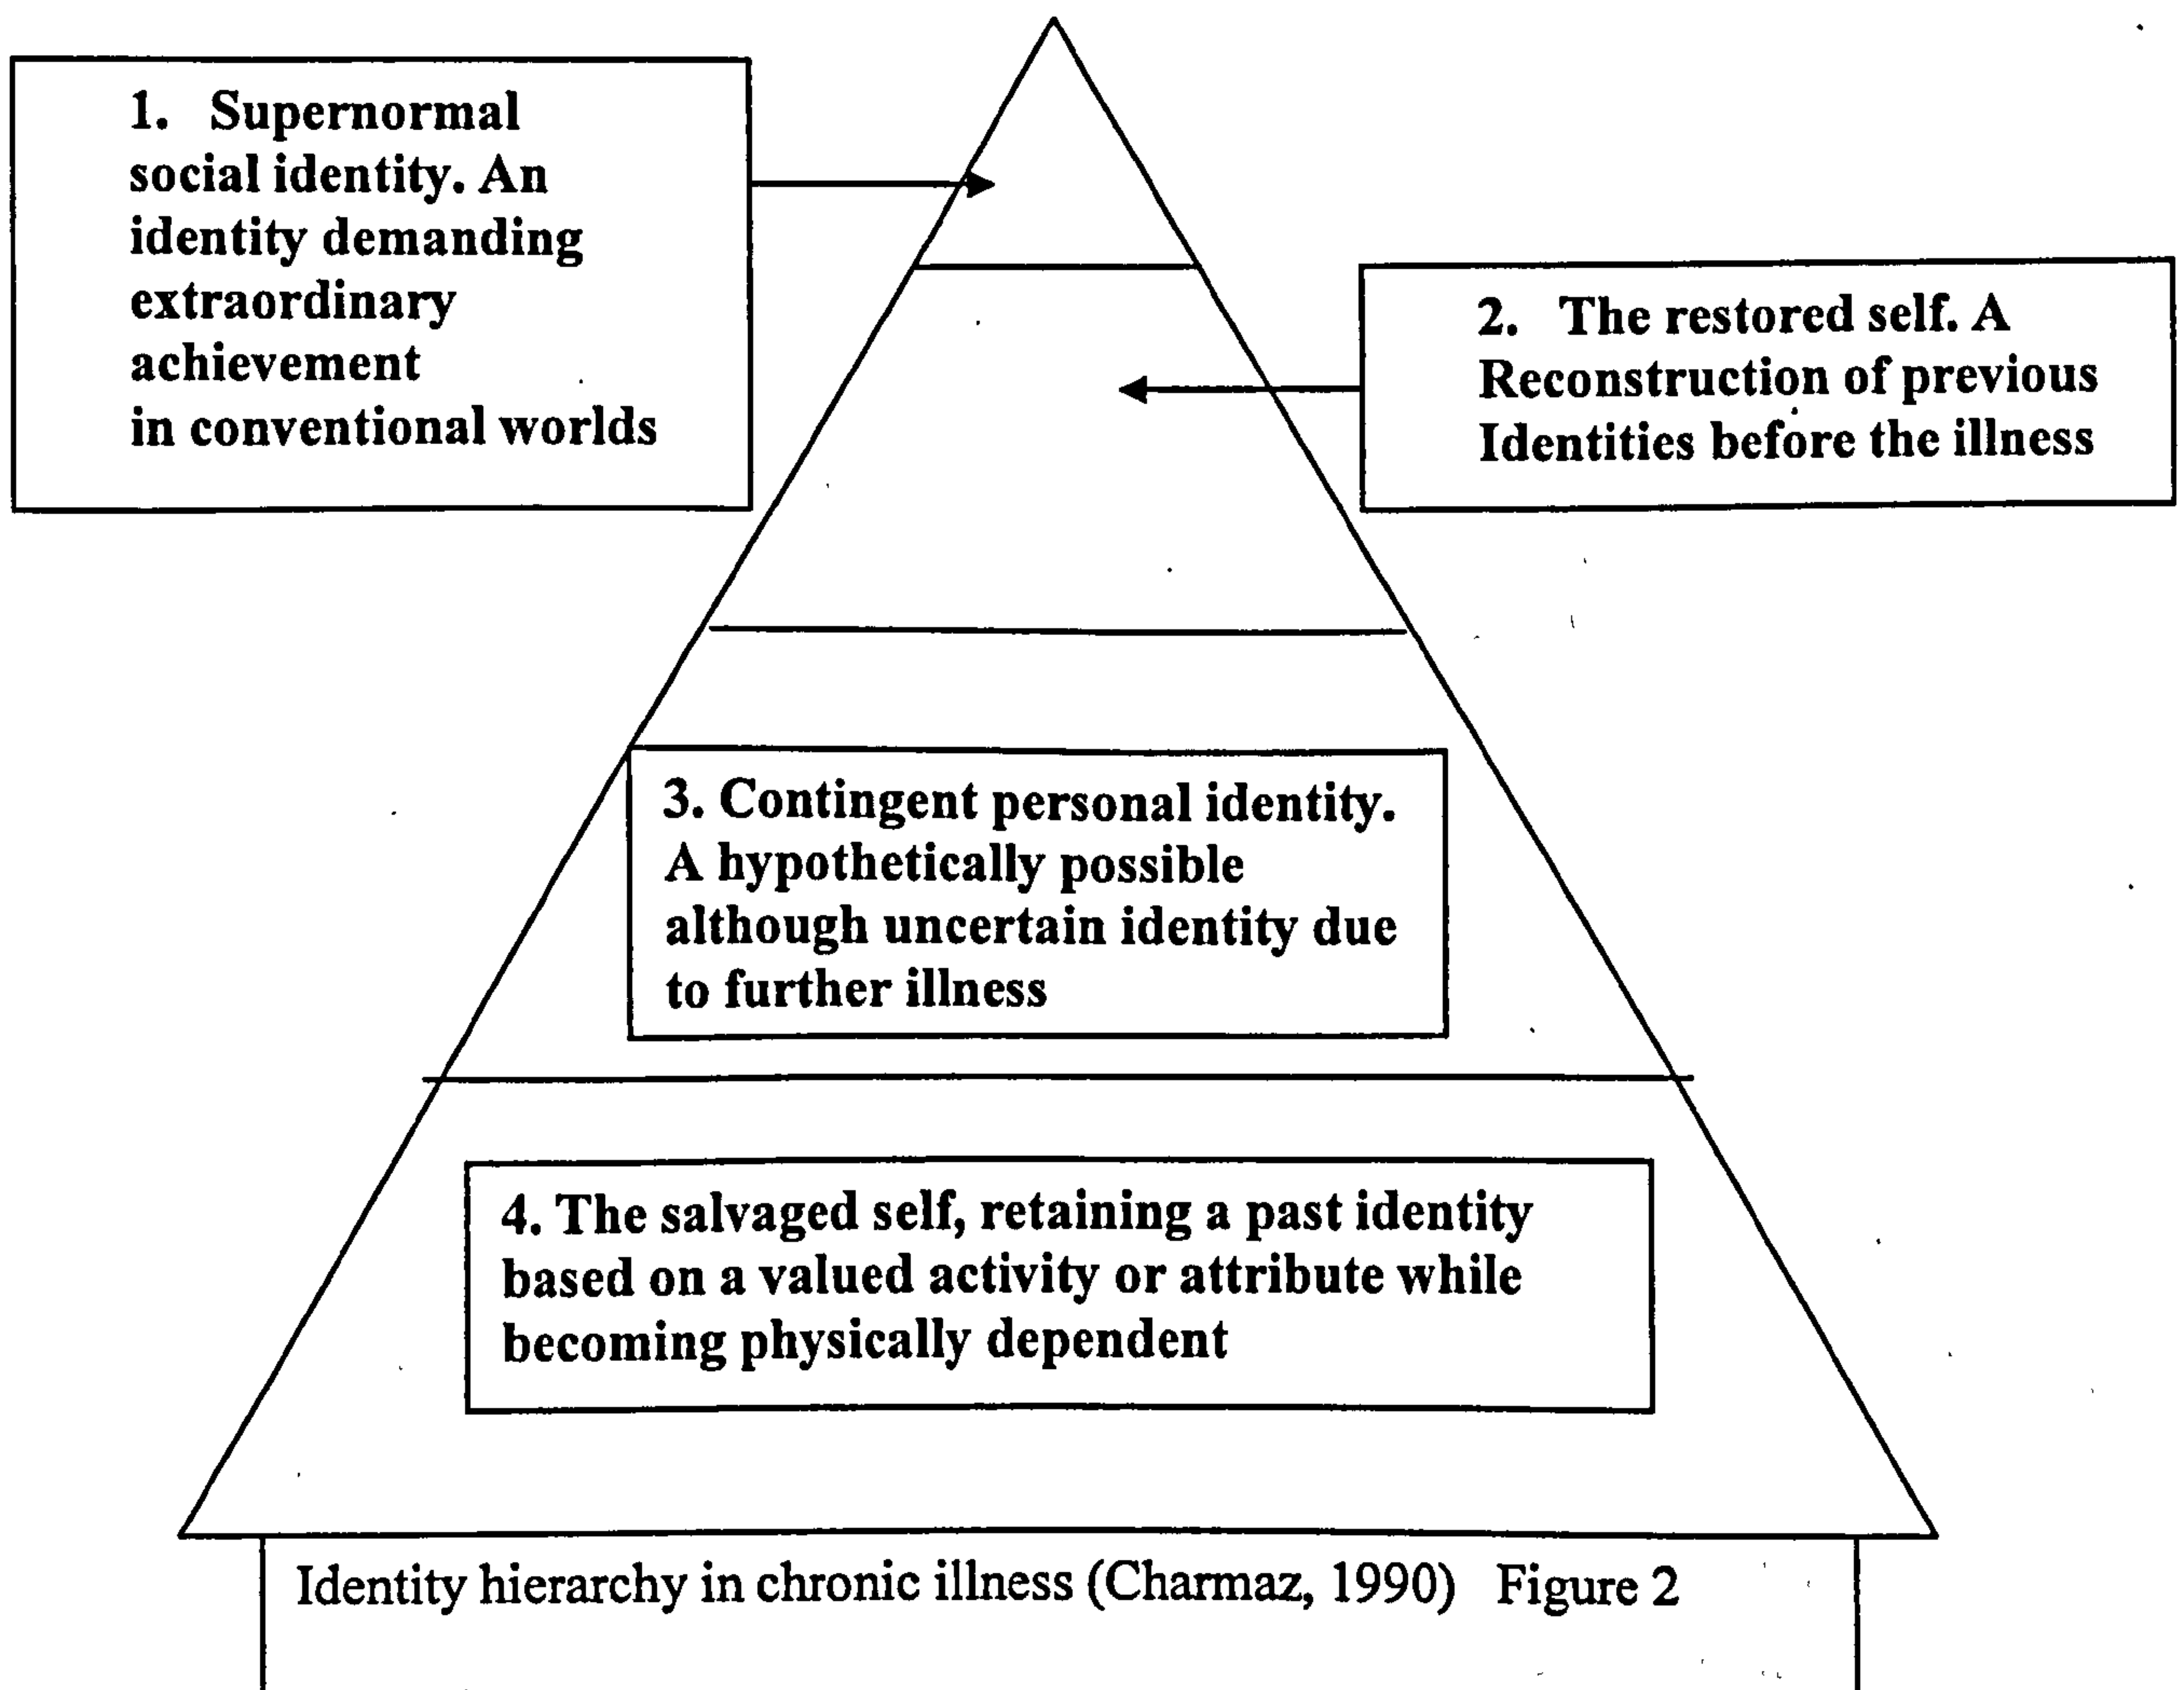 1. Supernormal
social identity. An
identity demanding
extraordinary
achievement
in conventional worlds
2. The restored self. A
Reconstruction of previous
Identities before the illness
3. Contingent personal identity.
A hypothetically possible
although uncertain identity due
to further illness
4. The salvaged self, retaining a past identity
based on a valued activity or attribute while
becoming physically dependent
Identity hierarchy in chronic illness (Charmaz, 1990) Figure 2